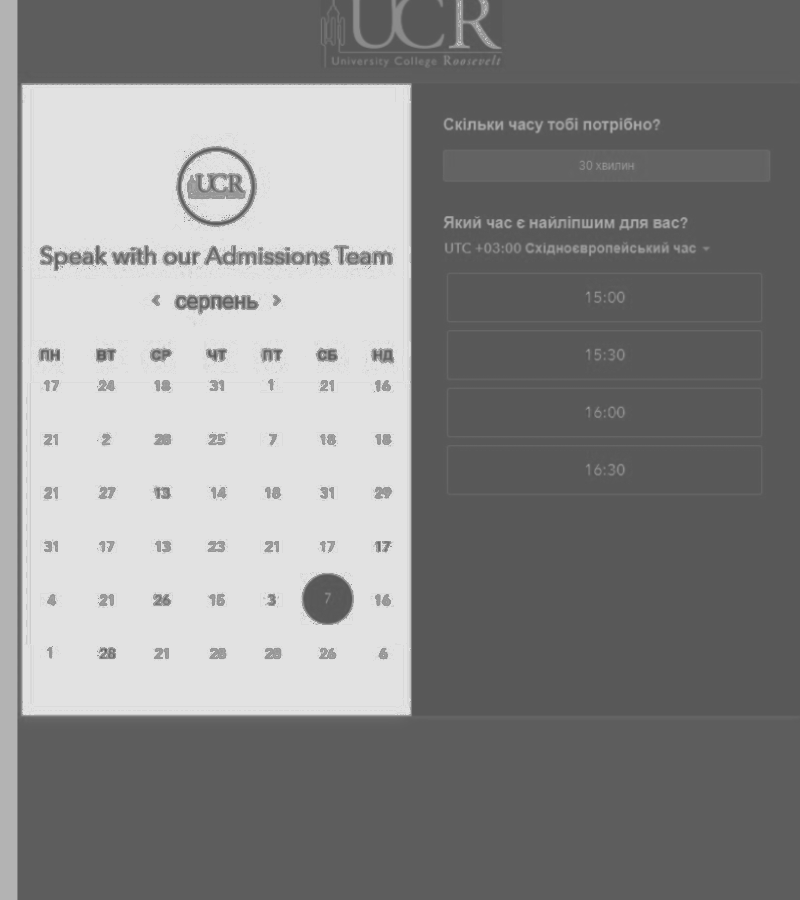 UCR
University College Roosevelt
UCR
Speak with our Admissions Team
< серпень >
ПН ВТ СР ЧТ ПТ СБ НД
17 24 18 31 1 21 16
21 2 28 25 7 18 18
21 27 13 14 18 31 29
31 17 13 23 21 17 17
4 21 26 15 3 7 16
1 28 21 28 28 26 6
Скільки часу тобі потрібно?
30 хвилин
Який час є найліпшим для вас?
UTC +03:00 Східноєвропейський час
15:00
15:30
16:00
16:30